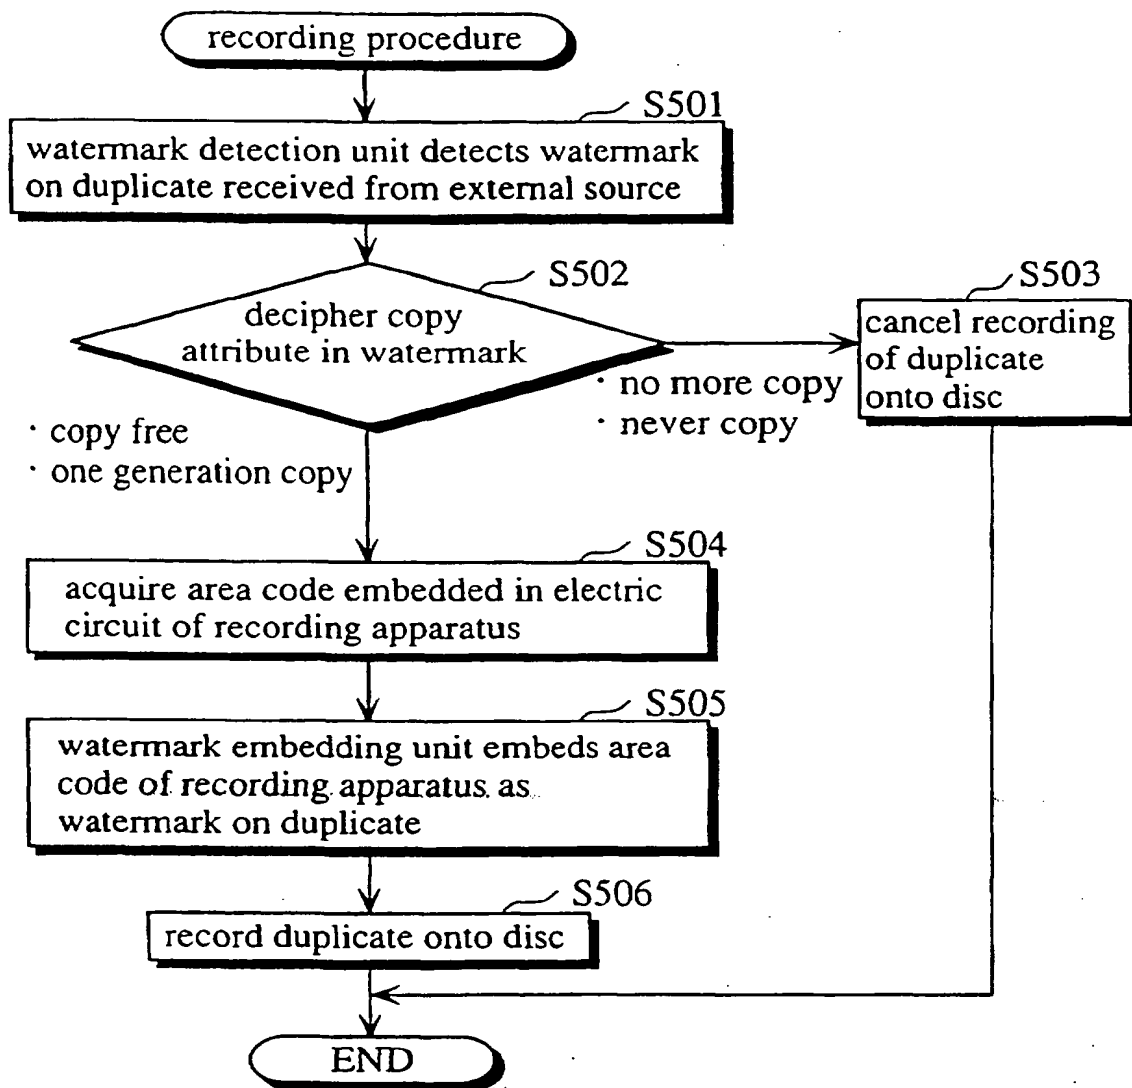 recording procedure
S501
watermark detection unit detects watermark
on duplicate received from external source
S502
decipher copy
attribute in watermark
S503
cancel recording
of duplicate
onto disc
· no more copy
· never copy
· copy free
· one generation copy
S504
acquire area code embedded in electric
circuit of recording apparatus
S505
watermark embedding unit embeds area
code of recording apparatus as
watermark on duplicate
S506
record duplicate onto disc
END